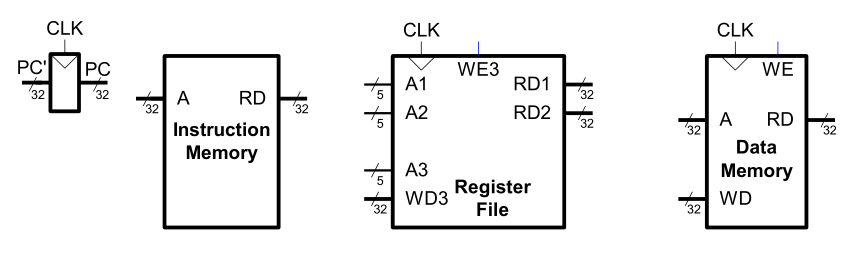 CLK
PC' PC
32 32
A RD
32 32
Instruction
Memory
CLK
WE3
A1 RD1
5 32
A2 RD2
5 32
A3
5
WD3
32
Register
File
CLK
WE
A RD
32 32
Data
Memory
WD
32